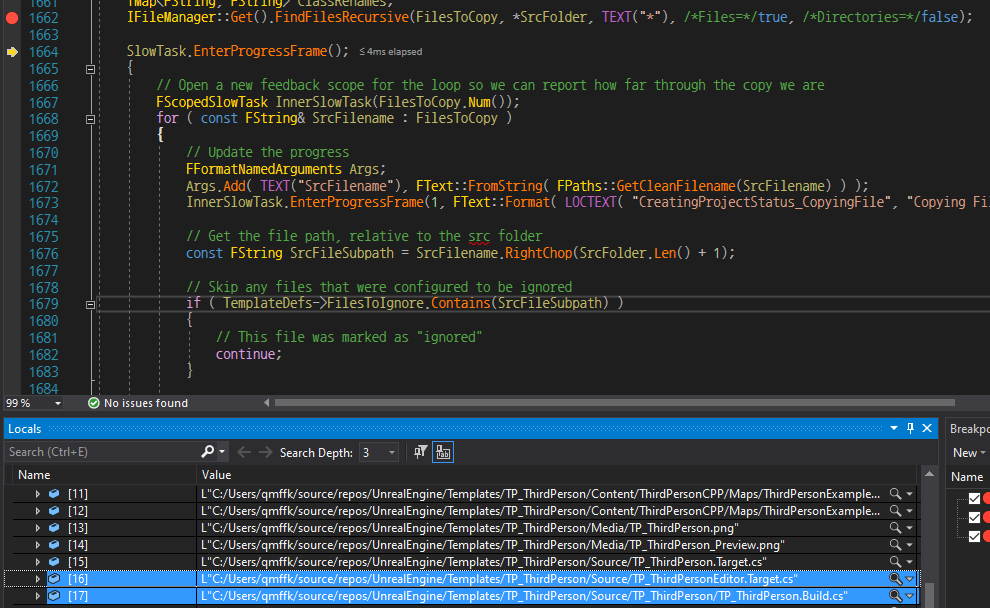 1661 TMap<FString, FString> ClassRenames;
1662 IFileManager::Get().FindFilesRecursive(FilesToCopy, *SrcFolder, TEXT("*"), /*Files=*/true, /*Directories=*/false);
1663
1664 SlowTask.EnterProgressFrame(); ≤4ms elapsed
1665 {
1666 // Open a new feedback scope for the loop so we can report how far through the copy we are
1667 FScopedSlowTask InnerSlowTask(FilesToCopy.Num());
1668 for ( const FString& SrcFilename : FilesToCopy )
1669 {
1670 // Update the progress
1671 FFormatNamedArguments Args;
1672 Args.Add( TEXT("SrcFilename"), FText::FromString( FPaths::GetCleanFilename(SrcFilename) ) );
1673 InnerSlowTask.EnterProgressFrame(1, FText::Format( LOCTEXT( "CreatingProjectStatus_CopyingFile", "Copying Fil
1674
1675 // Get the file path, relative to the src folder
1676 const FString SrcFileSubpath = SrcFilename.RightChop(SrcFolder.Len() + 1);
1677
1678 // Skip any files that were configured to be ignored
1679 if ( TemplateDefs->FilesToIgnore.Contains(SrcFileSubpath) )
1680 {
1681 // This file was marked as "ignored"
1682 continue;
1683 }
1684
99 % No issues found
Locals
Search (Ctrl+E) Search Depth: 3
Name Value
[11] L"C:/Users/qmffk/source/repos/UnrealEngine/Templates/TP_ThirdPerson/Content/ThirdPersonCPP/Maps/ThirdPersonExample...
[12] L"C:/Users/qmffk/source/repos/UnrealEngine/Templates/TP_ThirdPerson/Content/ThirdPersonCPP/Maps/ThirdPersonExample...
[13] L"C:/Users/qmffk/source/repos/UnrealEngine/Templates/TP_ThirdPerson/Media/TP_ThirdPerson.png"
[14] L"C:/Users/qmffk/source/repos/UnrealEngine/Templates/TP_ThirdPerson/Media/TP_ThirdPerson_Preview.png"
[15] L"C:/Users/qmffk/source/repos/UnrealEngine/Templates/TP_ThirdPerson/Source/TP_ThirdPerson.Target.cs"
[16] L"C:/Users/qmffk/source/repos/UnrealEngine/Templates/TP_ThirdPerson/Source/TP_ThirdPersonEditor.Target.cs"
[17] L"C:/Users/qmffk/source/repos/UnrealEngine/Templates/TP_ThirdPerson/Source/TP_ThirdPerson/TP_ThirdPerson.Build.cs"
Breakpo
New
Name